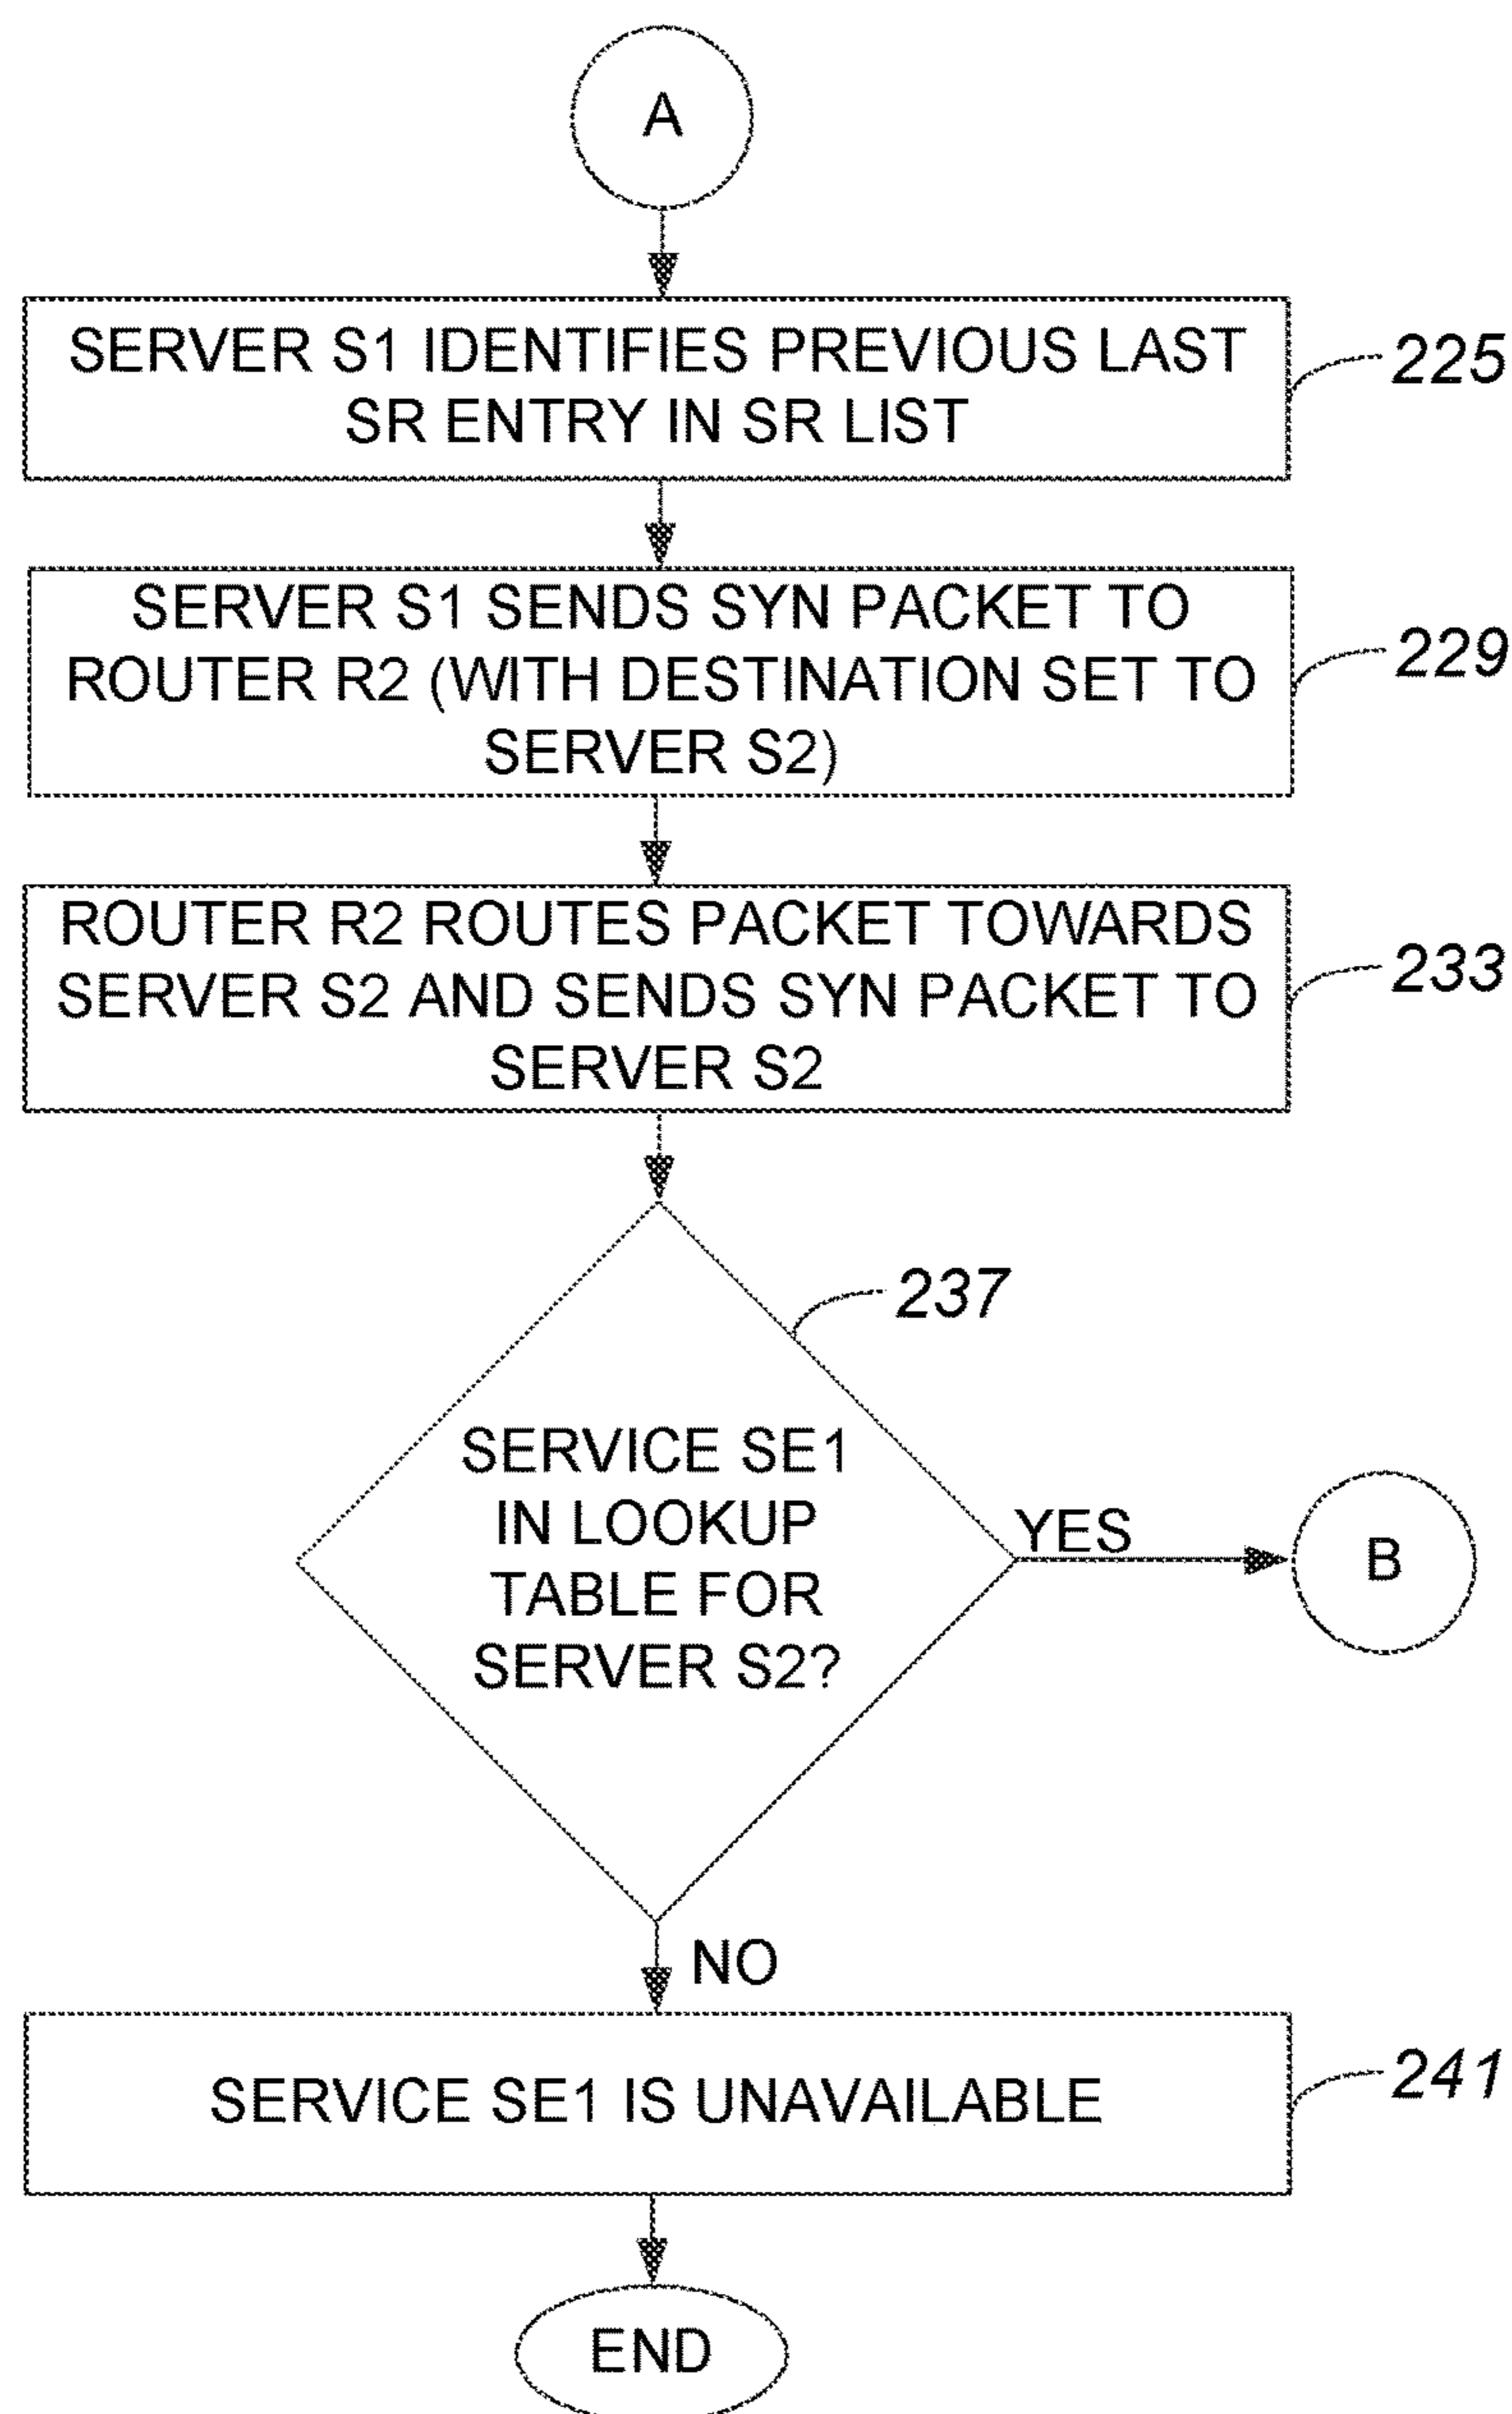 A
SERVER S1 IDENTIFIES PREVIOUS LAST
SR ENTRY IN SR LIST
225
SERVER S1 SENDS SYN PACKET TO
ROUTER R2 (WITH DESTINATION SET TO
SERVER S2)
229
ROUTER R2 ROUTES PACKET TOWARDS
SERVER S2 AND SENDS SYN PACKET TO
SERVER S2
233
237
SERVICE SE1
IN LOOKUP
TABLE FOR
SERVER S2?
YES
B
NO
SERVICE SE1 IS UNAVAILABLE
241
END